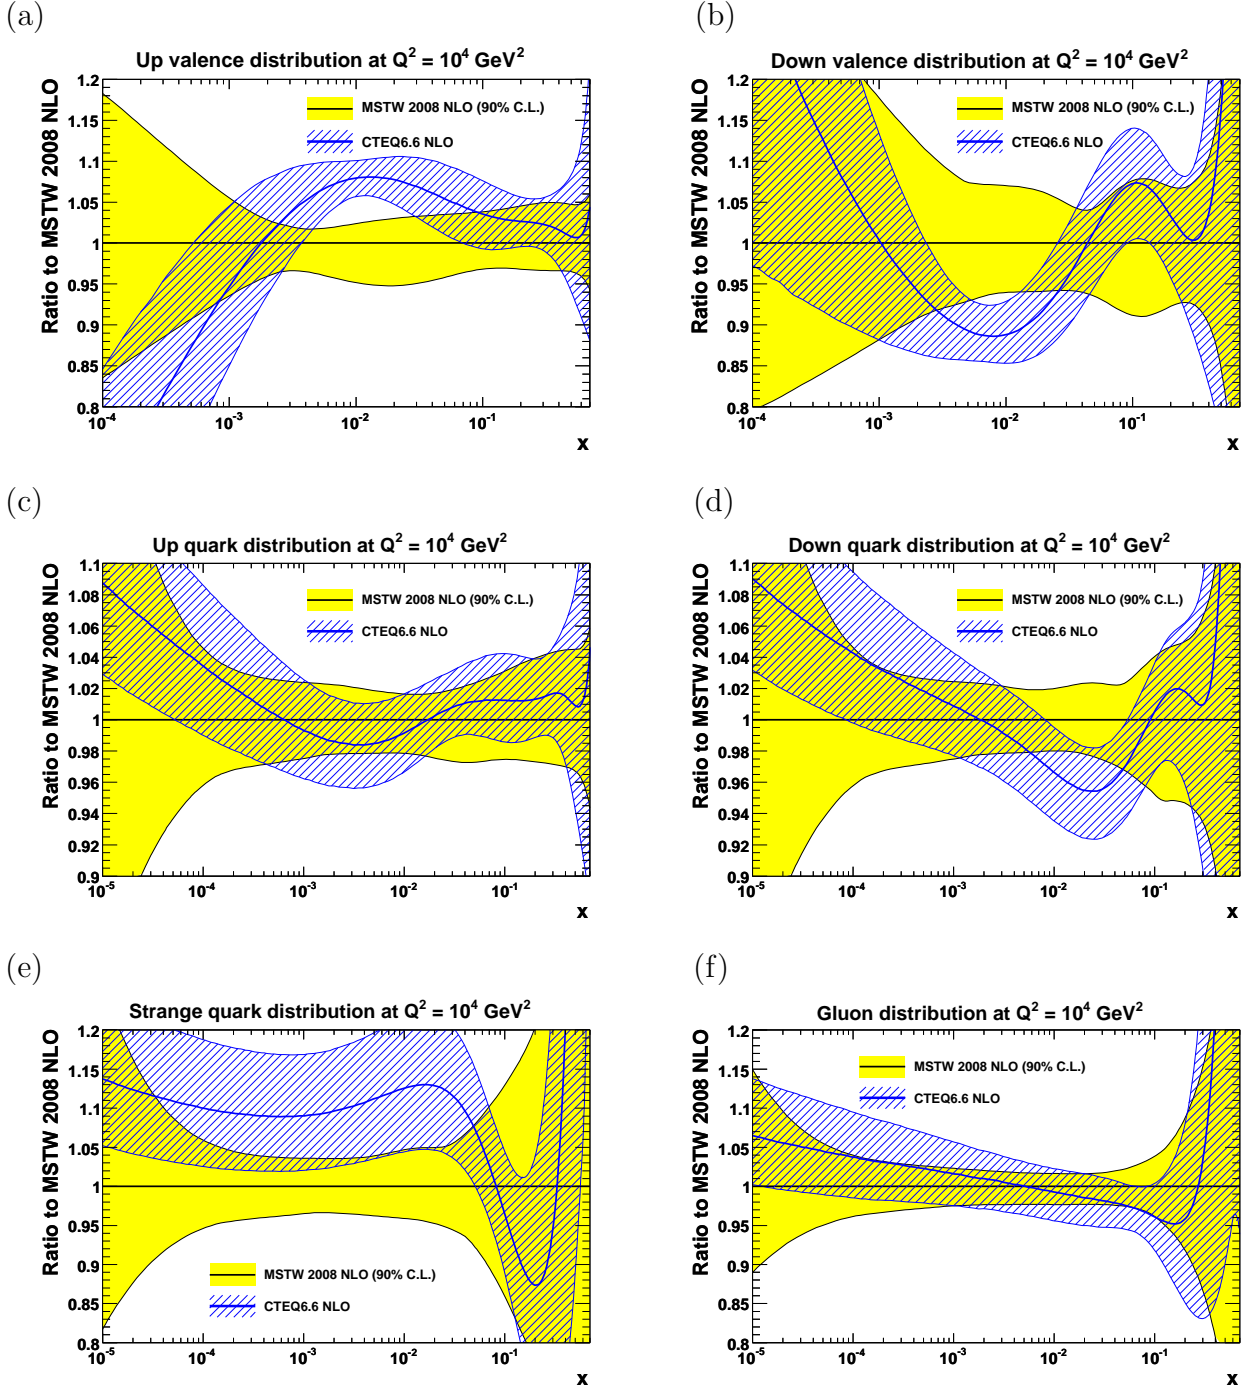 (a)
Up valence distribution at Q² = 10⁴ GeV²
Ratio to MSTW 2008 NLO
1.2
1.15
1.1
1.05
1
0.95
0.9
0.85
0.8
MSTW 2008 NLO (90% C.L.)
CTEQ6.6 NLO
10⁻⁴ 10⁻³ 10⁻² 10⁻¹
x
(b)
Down valence distribution at Q² = 10⁴ GeV²
Ratio to MSTW 2008 NLO
1.2
1.15
1.1
1.05
1
0.95
0.9
0.85
0.8
MSTW 2008 NLO (90% C.L.)
CTEQ6.6 NLO
10⁻⁴ 10⁻³ 10⁻² 10⁻¹
x
(c)
Up quark distribution at Q² = 10⁴ GeV²
Ratio to MSTW 2008 NLO
1.1
1.08
1.06
1.04
1.02
1
0.98
0.96
0.94
0.92
0.9
MSTW 2008 NLO (90% C.L.)
CTEQ6.6 NLO
10⁻⁵ 10⁻⁴ 10⁻³ 10⁻² 10⁻¹
x
(d)
Down quark distribution at Q² = 10⁴ GeV²
Ratio to MSTW 2008 NLO
1.1
1.08
1.06
1.04
1.02
1
0.98
0.96
0.94
0.92
0.9
MSTW 2008 NLO (90% C.L.)
CTEQ6.6 NLO
10⁻⁵ 10⁻⁴ 10⁻³ 10⁻² 10⁻¹
x
(e)
Strange quark distribution at Q² = 10⁴ GeV²
Ratio to MSTW 2008 NLO
1.2
1.15
1.1
1.05
1
0.95
0.9
0.85
0.8
MSTW 2008 NLO (90% C.L.)
CTEQ6.6 NLO
10⁻⁵ 10⁻⁴ 10⁻³ 10⁻² 10⁻¹
x
(f)
Gluon distribution at Q² = 10⁴ GeV²
Ratio to MSTW 2008 NLO
1.2
1.15
1.1
1.05
1
0.95
0.9
0.85
0.8
MSTW 2008 NLO (90% C.L.)
CTEQ6.6 NLO
10⁻⁵ 10⁻⁴ 10⁻³ 10⁻² 10⁻¹
x